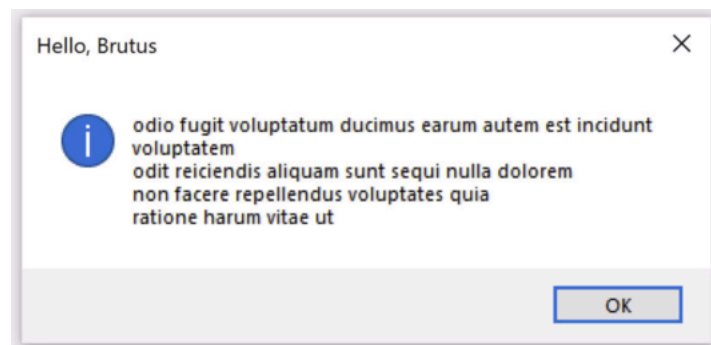 Hello, Brutus
odio fugit voluptatum ducimus earum autem est incidunt
voluptatem
odit reiciendis aliquam sunt sequi nulla dolorem
non facere repellendus voluptates quia
ratione harum vitae ut
OK